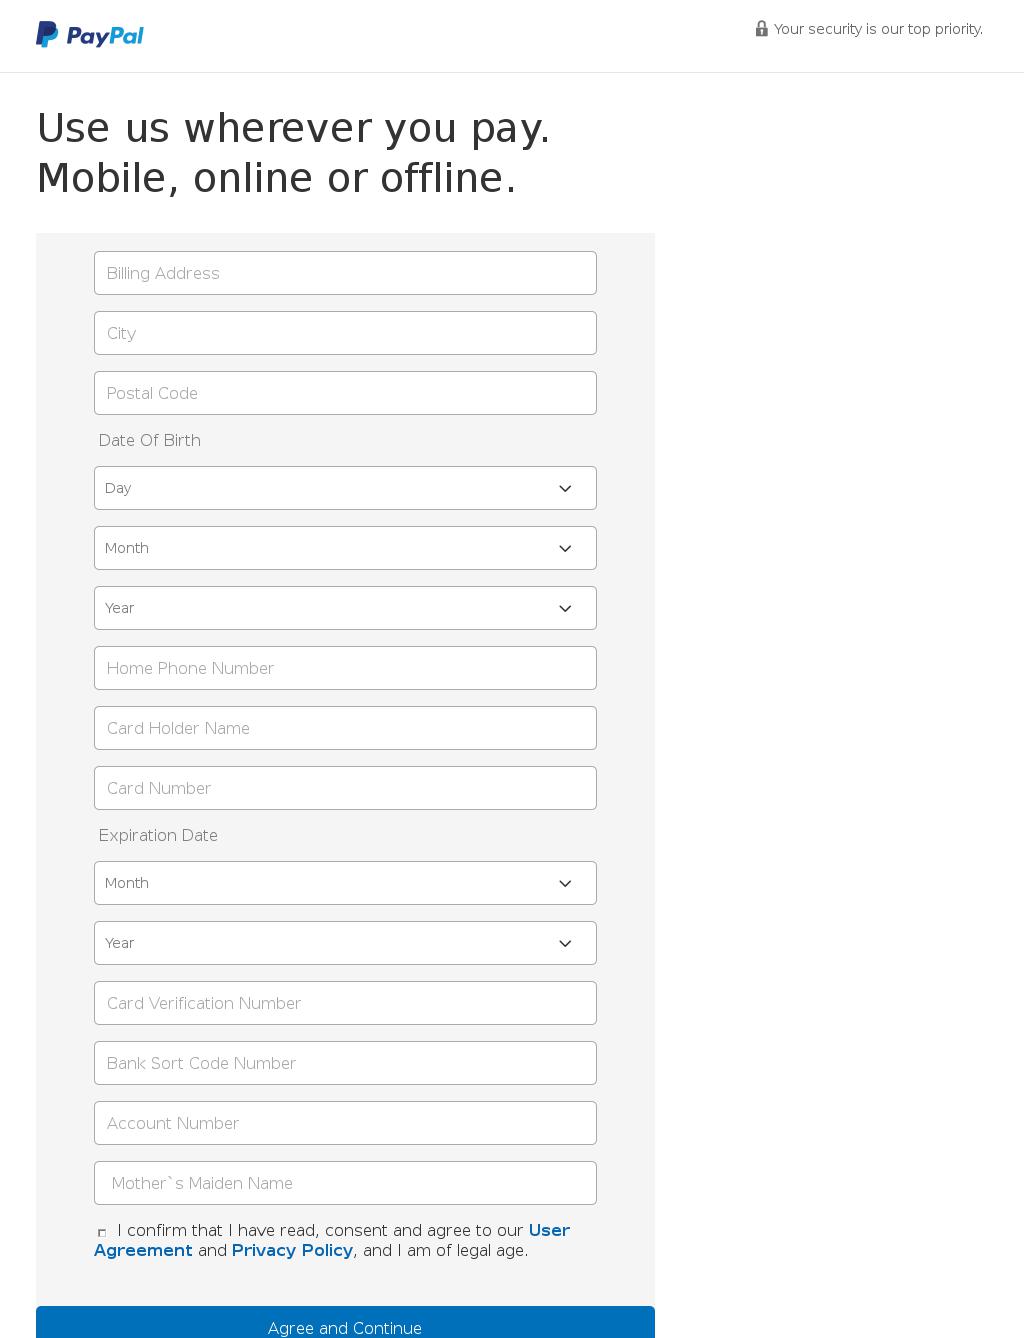 PayPal
Your security is our top priority.
Use us wherever you pay.
Mobile, online or offline.
Billing Address
City
Postal Code
Date Of Birth
Day
Month
Year
Home Phone Number
Card Holder Name
Card Number
Expiration Date
Month
Year
Card Verification Number
Bank Sort Code Number
Account Number
Mother`s Maiden Name
I confirm that I have read, consent and agree to our User
Agreement and Privacy Policy, and I am of legal age.
Agree and Continue